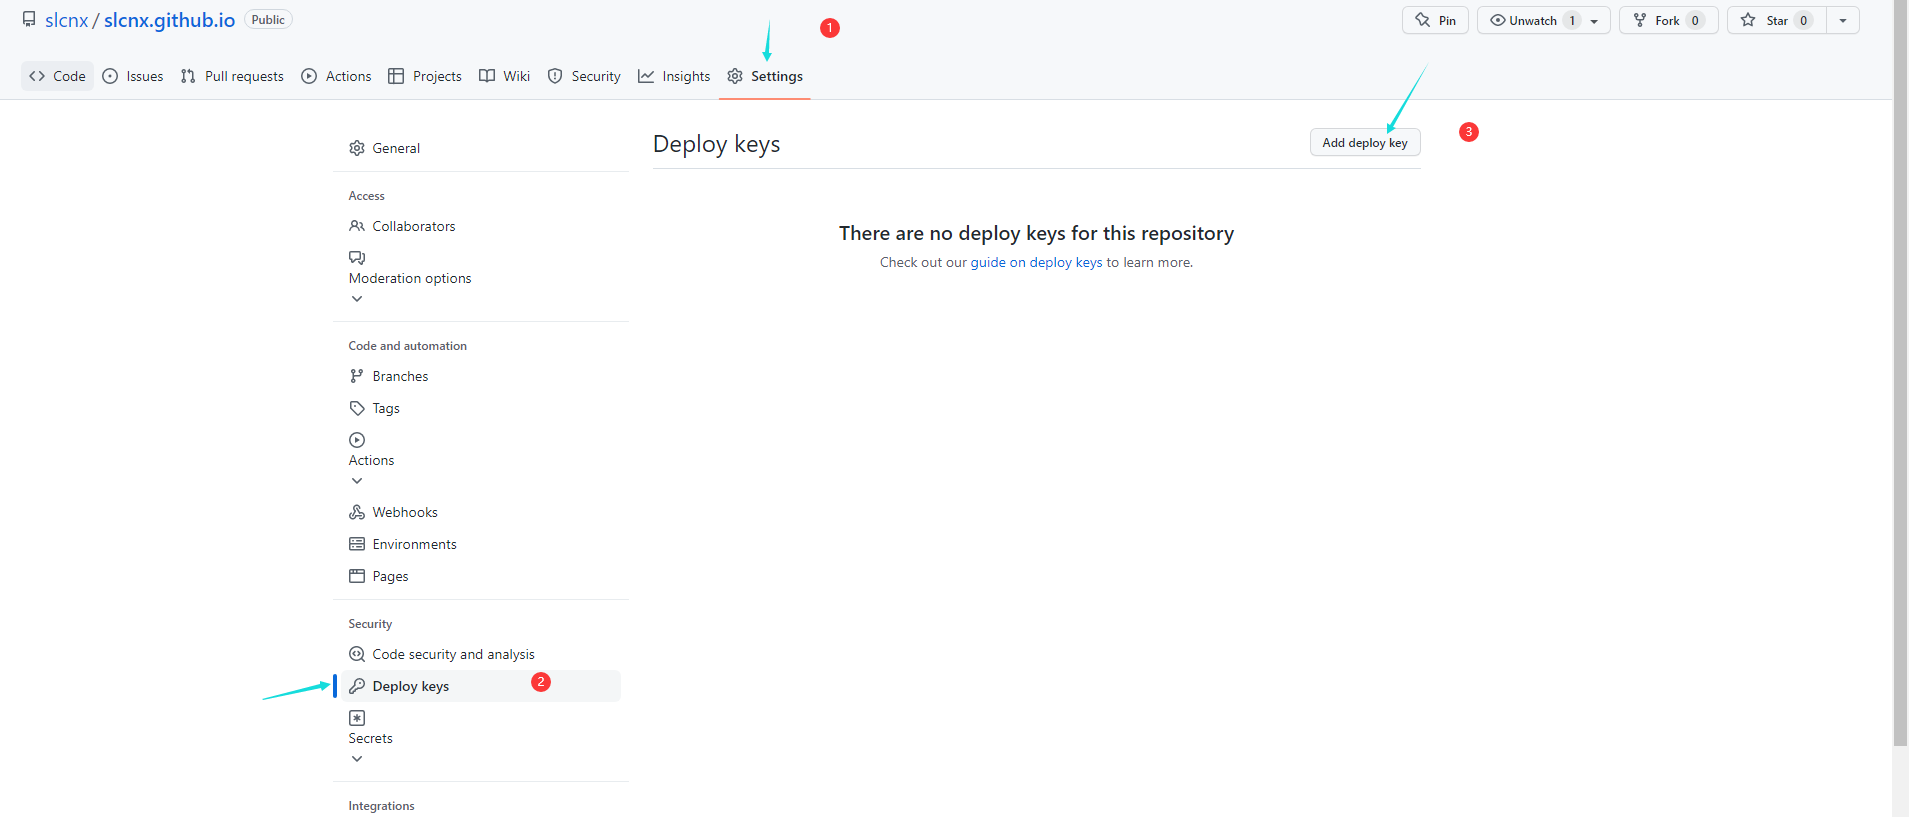 slcnx / slcnx.github.io Public
1
Pin
Unwatch 1
Fork 0
Star 0
Code Issues Pull requests Actions Projects Wiki Security Insights Settings
General
Access
Collaborators
Moderation options
Code and automation
Branches
Tags
Actions
Webhooks
Environments
Pages
Security
Code security and analysis
Deploy keys 2
Secrets
Integrations
Deploy keys
Add deploy key 3
There are no deploy keys for this repository
Check out our guide on deploy keys to learn more.